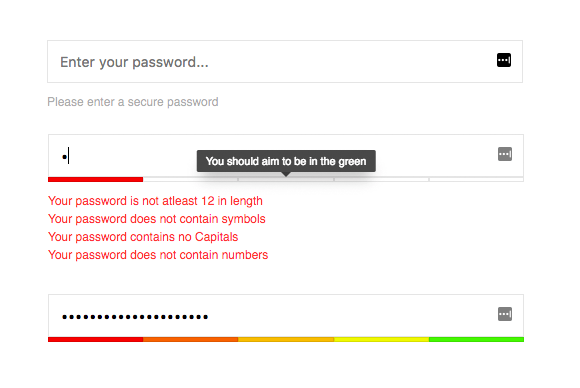 Enter your password...
Please enter a secure password
You should aim to be in the green
Your password is not atleast 12 in length
Your password does not contain symbols
Your password contains no Capitals
Your password does not contain numbers